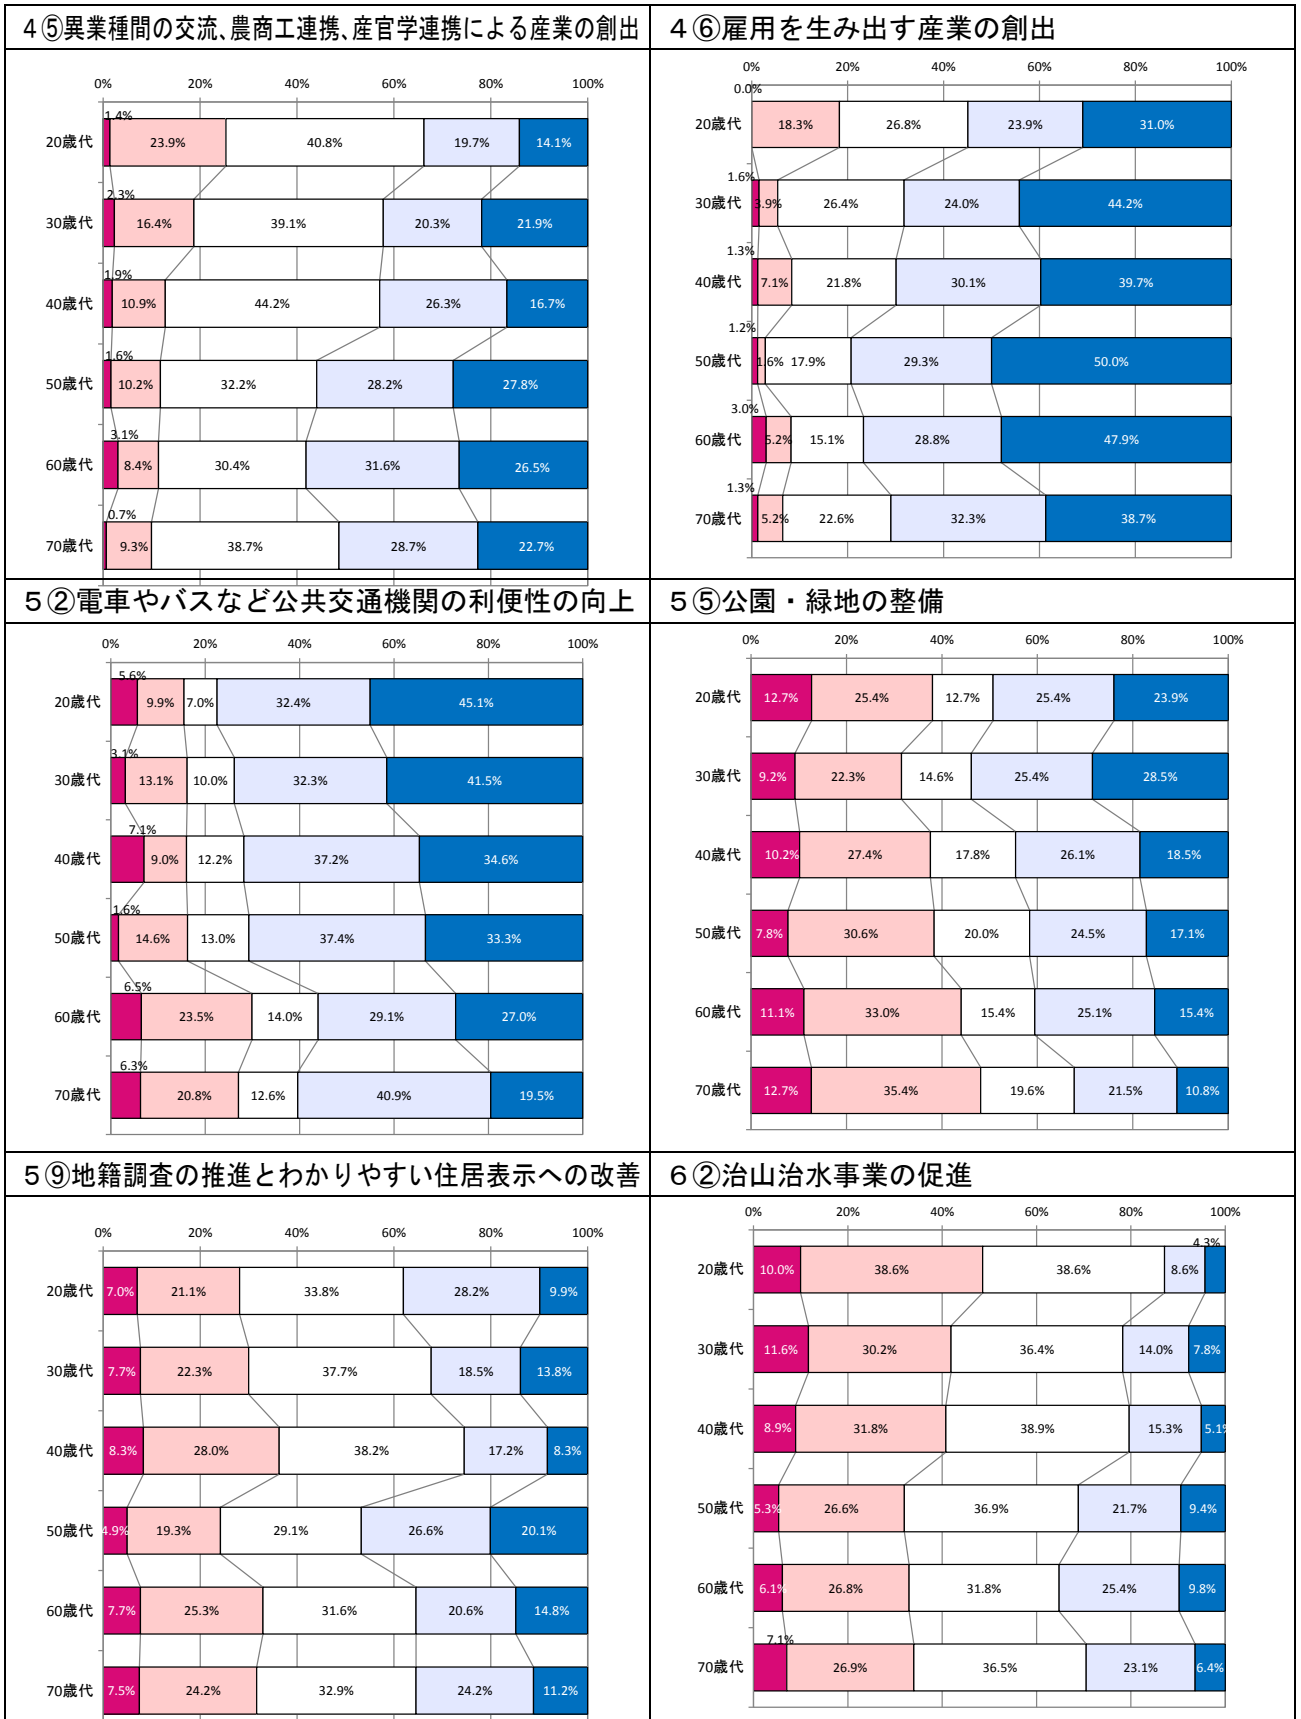 4⑤異業種間の交流、農商工連携、産官学連携による産業の創出
0% 20% 40% 60% 80% 100%
1.4%
20歳代 23.9% 40.8% 19.7% 14.1%
2.3%
30歳代 16.4% 39.1% 20.3% 21.9%
1.9%
40歳代 10.9% 44.2% 26.3% 16.7%
1.6%
50歳代 10.2% 32.2% 28.2% 27.8%
3.1%
60歳代 8.4% 30.4% 31.6% 26.5%
0.7%
70歳代 9.3% 38.7% 28.7% 22.7%
4⑥雇用を生み出す産業の創出
0% 20% 40% 60% 80% 100%
0.0%
20歳代 18.3% 26.8% 23.9% 31.0%
1.6%
30歳代 3.9% 26.4% 24.0% 44.2%
1.3%
40歳代 7.1% 21.8% 30.1% 39.7%
1.2%
50歳代 1.6% 17.9% 29.3% 50.0%
3.0%
60歳代 5.2% 15.1% 28.8% 47.9%
1.3%
70歳代 5.2% 22.6% 32.3% 38.7%
5②電車やバスなど公共交通機関の利便性の向上
0% 20% 40% 60% 80% 100%
5.6%
20歳代 9.9% 7.0% 32.4% 45.1%
3.1%
30歳代 13.1% 10.0% 32.3% 41.5%
7.1%
40歳代 9.0% 12.2% 37.2% 34.6%
1.6%
50歳代 14.6% 13.0% 37.4% 33.3%
6.5%
60歳代 23.5% 14.0% 29.1% 27.0%
6.3%
70歳代 20.8% 12.6% 40.9% 19.5%
5⑤公園・緑地の整備
0% 20% 40% 60% 80% 100%
20歳代 12.7% 25.4% 12.7% 25.4% 23.9%
30歳代 9.2% 22.3% 14.6% 25.4% 28.5%
40歳代 10.2% 27.4% 17.8% 26.1% 18.5%
50歳代 7.8% 30.6% 20.0% 24.5% 17.1%
60歳代 11.1% 33.0% 15.4% 25.1% 15.4%
70歳代 12.7% 35.4% 19.6% 21.5% 10.8%
5⑨地籍調査の推進とわかりやすい住居表示への改善
0% 20% 40% 60% 80% 100%
20歳代 7.0% 21.1% 33.8% 28.2% 9.9%
30歳代 7.7% 22.3% 37.7% 18.5% 13.8%
40歳代 8.3% 28.0% 38.2% 17.2% 8.3%
50歳代 4.9% 19.3% 29.1% 26.6% 20.1%
60歳代 7.7% 25.3% 31.6% 20.6% 14.8%
70歳代 7.5% 24.2% 32.9% 24.2% 11.2%
6②治山治水事業の促進
0% 20% 40% 60% 80% 100%
4.3%
20歳代 10.0% 38.6% 38.6% 8.6%
30歳代 11.6% 30.2% 36.4% 14.0% 7.8%
40歳代 8.9% 31.8% 38.9% 15.3% 5.1%
50歳代 5.3% 26.6% 36.9% 21.7% 9.4%
60歳代 6.1% 26.8% 31.8% 25.4% 9.8%
7.1%
70歳代 26.9% 36.5% 23.1% 6.4%